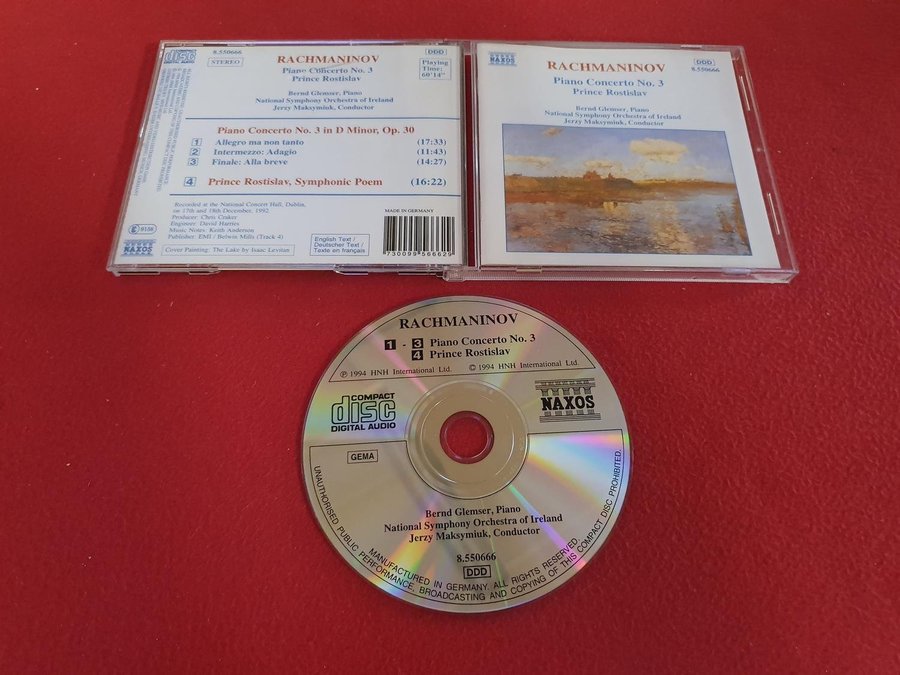 COMPACT
disc
DIGITAL AUDIO
8.550666
STEREO
RACHMANINOV
Piano Concerto No. 3
Prince Rostislav
DDD
Playing
Time:
60'14"
Bernd Glemser, Piano
National Symphony Orchestra of Ireland
Jerzy Maksymiuk, Conductor
Piano Concerto No. 3 in D Minor, Op. 30
1 Allegro ma non tanto (17:33)
2 Intermezzo: Adagio (11:43)
3 Finale: Alla breve (14:27)
4 Prince Rostislav, Symphonic Poem (16:22)
Recorded at the National Concert Hall, Dublin,
on 17th and 18th December, 1992.
Producer: Chris Craker
Engineer: David Harries
Music Notes: Keith Anderson
Publisher: EMI / Belwin Mills (Track 4)
Cover Painting: The Lake by Isaac Levitan
NAXOS
English Text /
Deutscher Text /
Texte en français
MADE IN GERMANY
730099 566629
NAXOS
RACHMANINOV
DDD
8.550666
Piano Concerto No. 3
Prince Rostislav
Bernd Glemser, Piano
National Symphony Orchestra of Ireland
Jerzy Maksymiuk, Conductor
RACHMANINOV
1 - 3 Piano Concerto No. 3
4 Prince Rostislav
℗ 1994 HNH International Ltd. © 1994 HNH International Ltd.
COMPACT
disc
DIGITAL AUDIO
NAXOS
GEMA
Bernd Glemser, Piano
National Symphony Orchestra of Ireland
Jerzy Maksymiuk, Conductor
8.550666
DDD
MANUFACTURED IN GERMANY. ALL RIGHTS RESERVED
UNAUTHORISED PUBLIC PERFORMANCE, BROADCASTING AND COPYING OF THIS COMPACT DISC PROHIBITED.